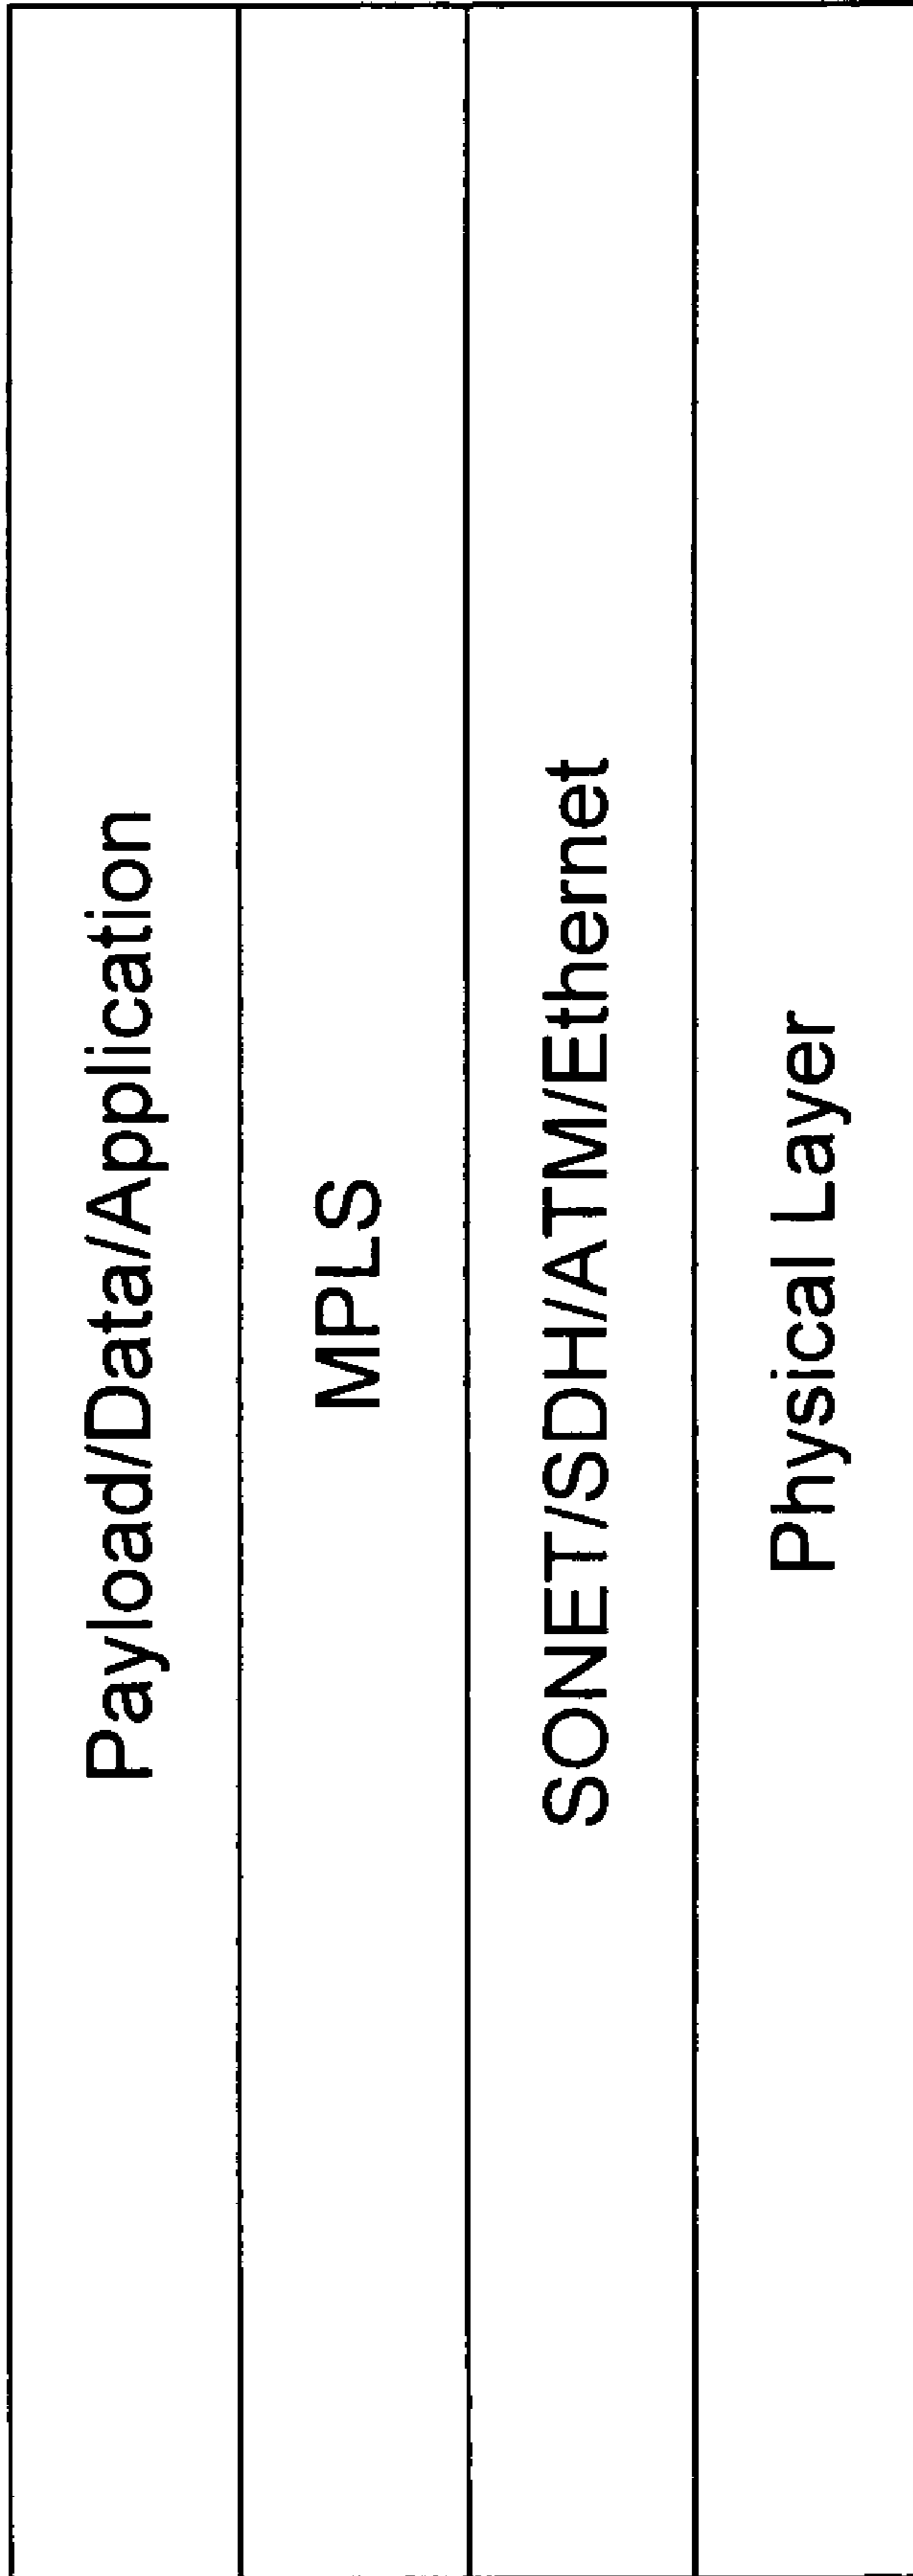 Payload/Data/Application
MPLS
SONET/SDH/ATM/Ethernet
Physical Layer